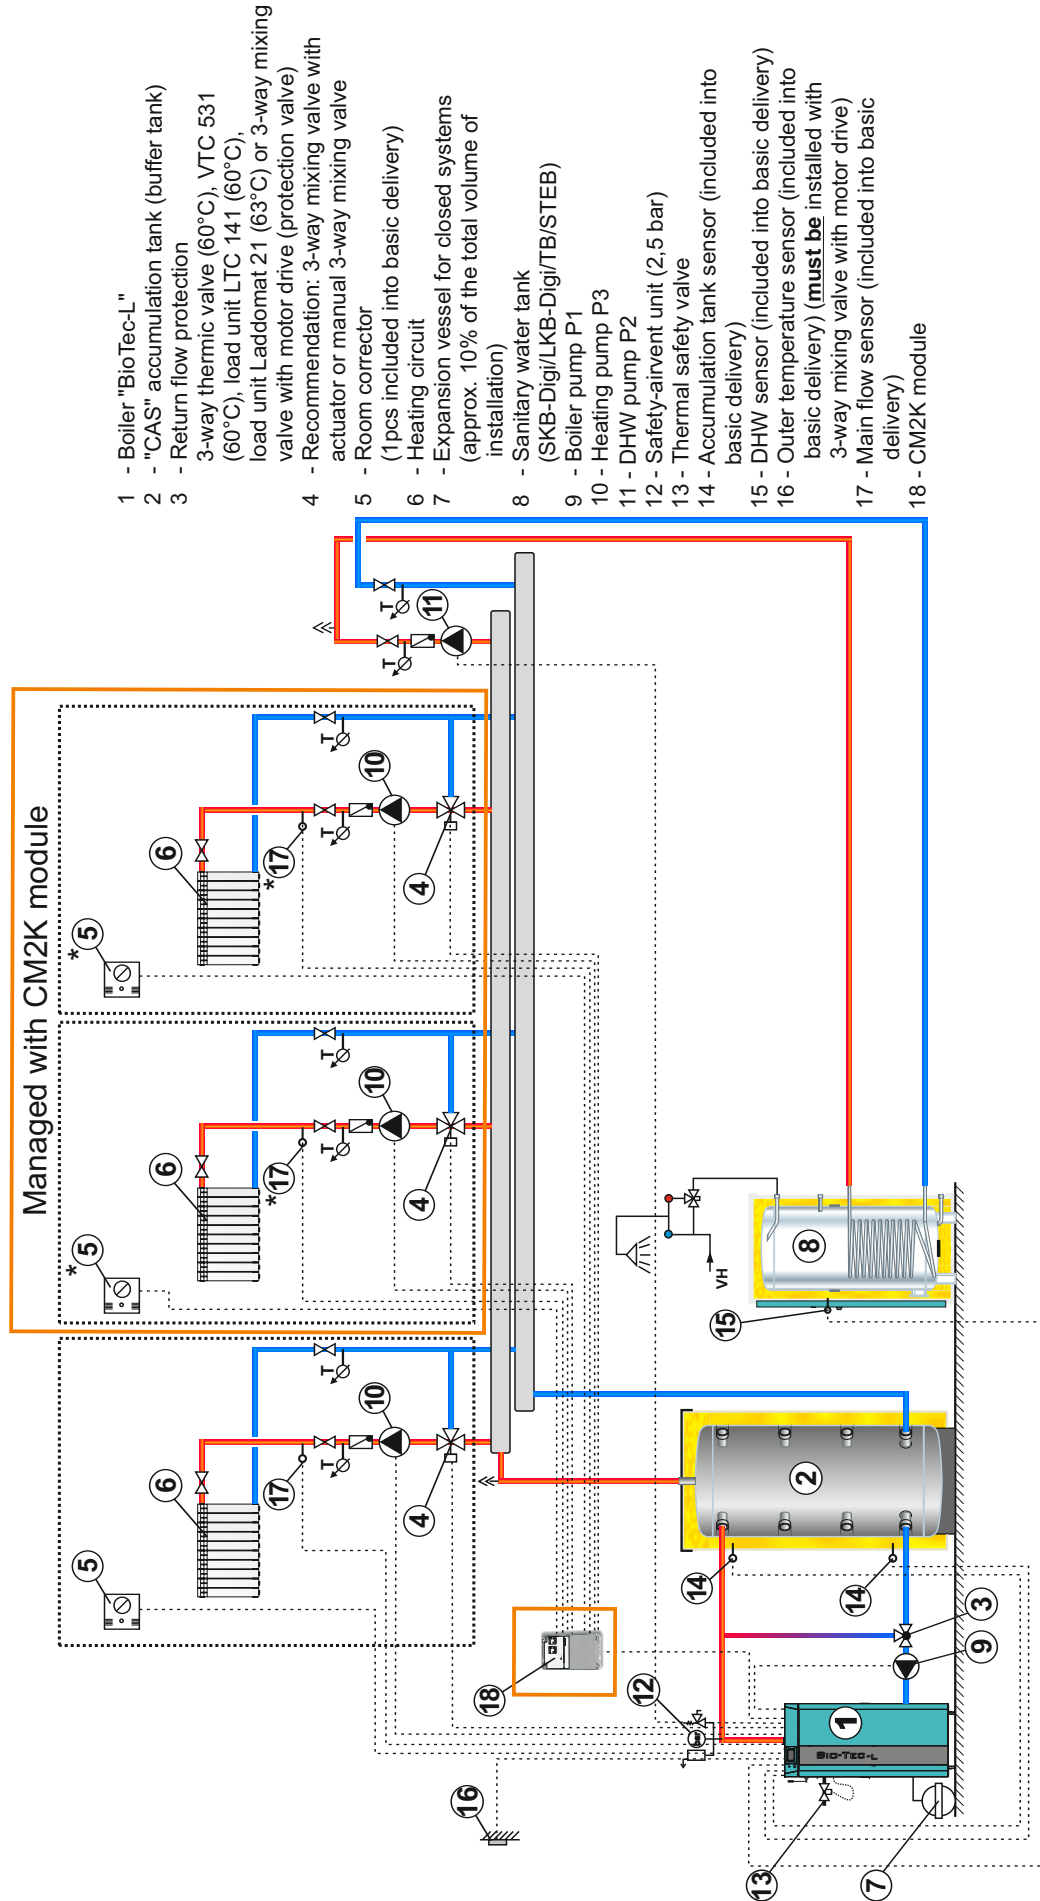 Managed with CM2K module
1 - Boiler "BioTec-L"
2 - "CAS" accumulation tank (buffer tank)
3 - Return flow protection
3-way thermic valve (60°C), VTC 531
(60°C), load unit LTC 141 (60°C),
load unit Laddomat 21 (63°C) or 3-way mixing
valve with motor drive (protection valve)
4 - Recommendation: 3-way mixing valve with
actuator or manual 3-way mixing valve
5 - Room corrector
(1pcs included into basic delivery)
6 - Heating circuit
7 - Expansion vessel for closed systems
(approx. 10% of the total volume of
installation)
8 - Sanitary water tank
(SKB-Digi/LKB-Digi/TB/STEB)
9 - Boiler pump P1
10 - Heating pump P3
11 - DHW pump P2
12 - Safety-airvent unit (2,5 bar)
13 - Thermal safety valve
14 - Accumulation tank sensor (included into
basic delivery)
15 - DHW sensor (included into basic delivery)
16 - Outer temperature sensor (included into
basic delivery) (must be installed with
3-way mixing valve with motor drive)
17 - Main flow sensor (included into basic
delivery)
18 - CM2K module
5
* 5
* 5
6
6
6
17
* 17
* 17
T
T
T
T
T
T
T
T
10
10
10
4
4
4
11
16
18
12
13
7
1
BIO-TEC-L
9
3
14
14
2
15
8
VH